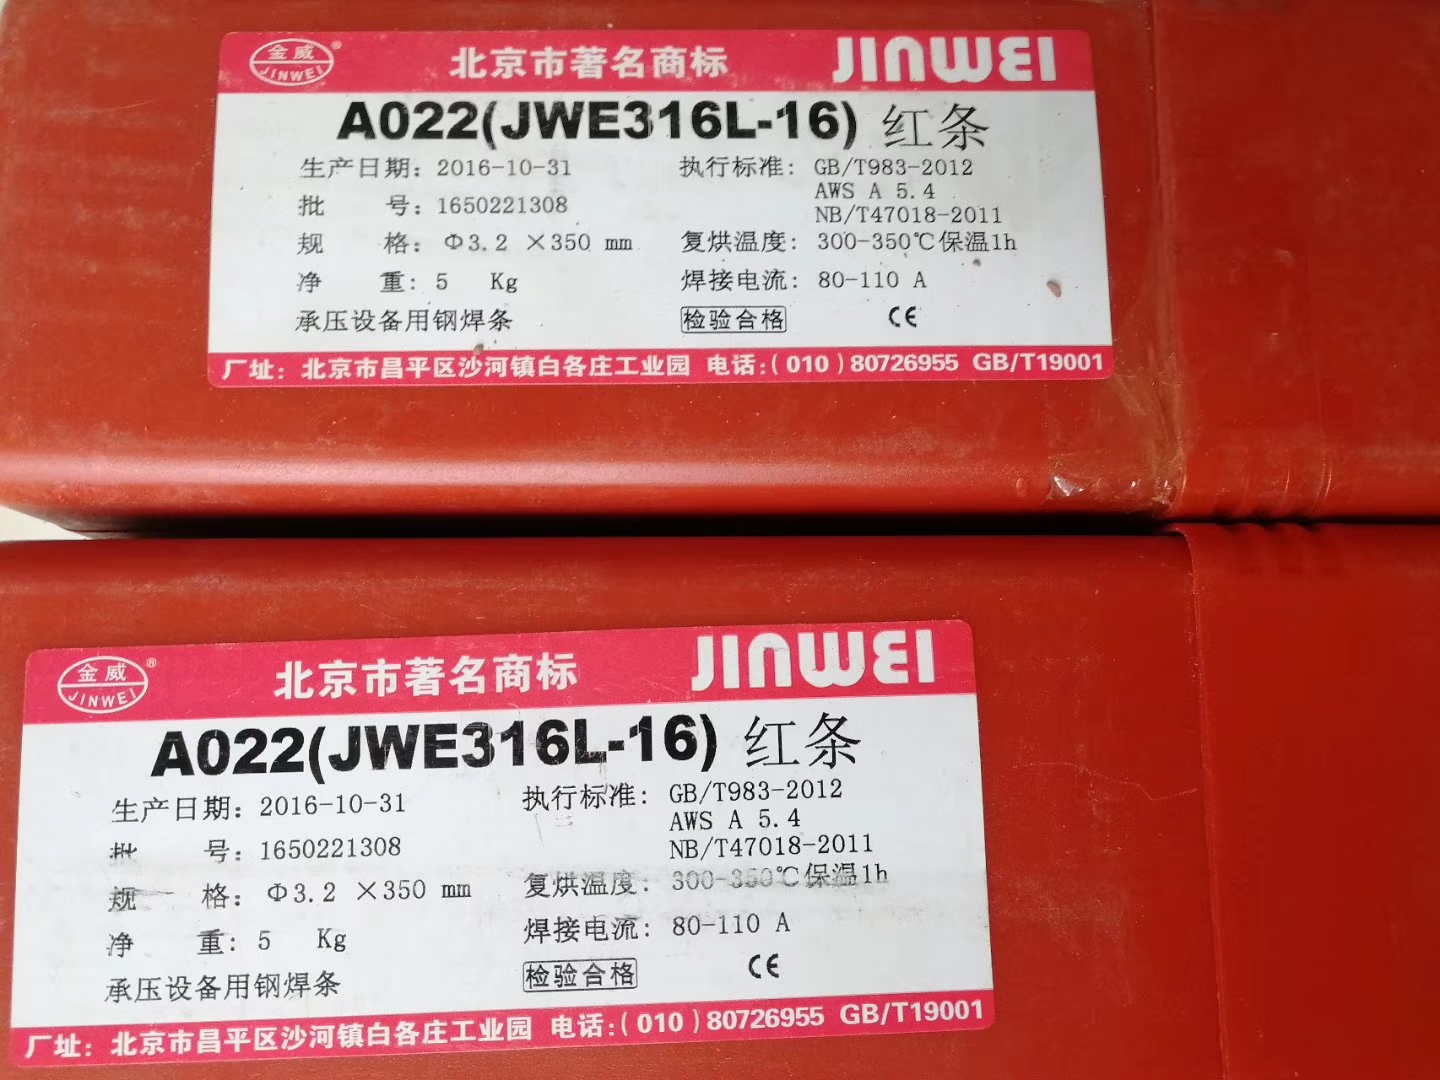 金威®
JINWEI
北京市著名商标
JINWEI
A022(JWE316L-16) 红条
生产日期: 2016-10-31
执行标准: GB/T983-2012
AWS A 5.4
批 号: 1650221308
NB/T47018-2011
规 格: Φ3.2 ×350 mm
复烘温度: 300-350℃保温1h
净 重: 5 Kg
焊接电流: 80-110 A
承压设备用钢焊条
检验合格
CE
厂址: 北京市昌平区沙河镇白各庄工业园 电话:(010)80726955 GB/T19001
金威®
JINWEI
北京市著名商标
JINWEI
A022(JWE316L-16) 红条
生产日期: 2016-10-31
执行标准: GB/T983-2012
AWS A 5.4
批 号: 1650221308
NB/T47018-2011
规 格: Φ3.2 ×350 mm
复烘温度: 300-350℃保温1h
净 重: 5 Kg
焊接电流: 80-110 A
承压设备用钢焊条
检验合格
CE
厂址: 北京市昌平区沙河镇白各庄工业园 电话:(010)80726955 GB/T19001